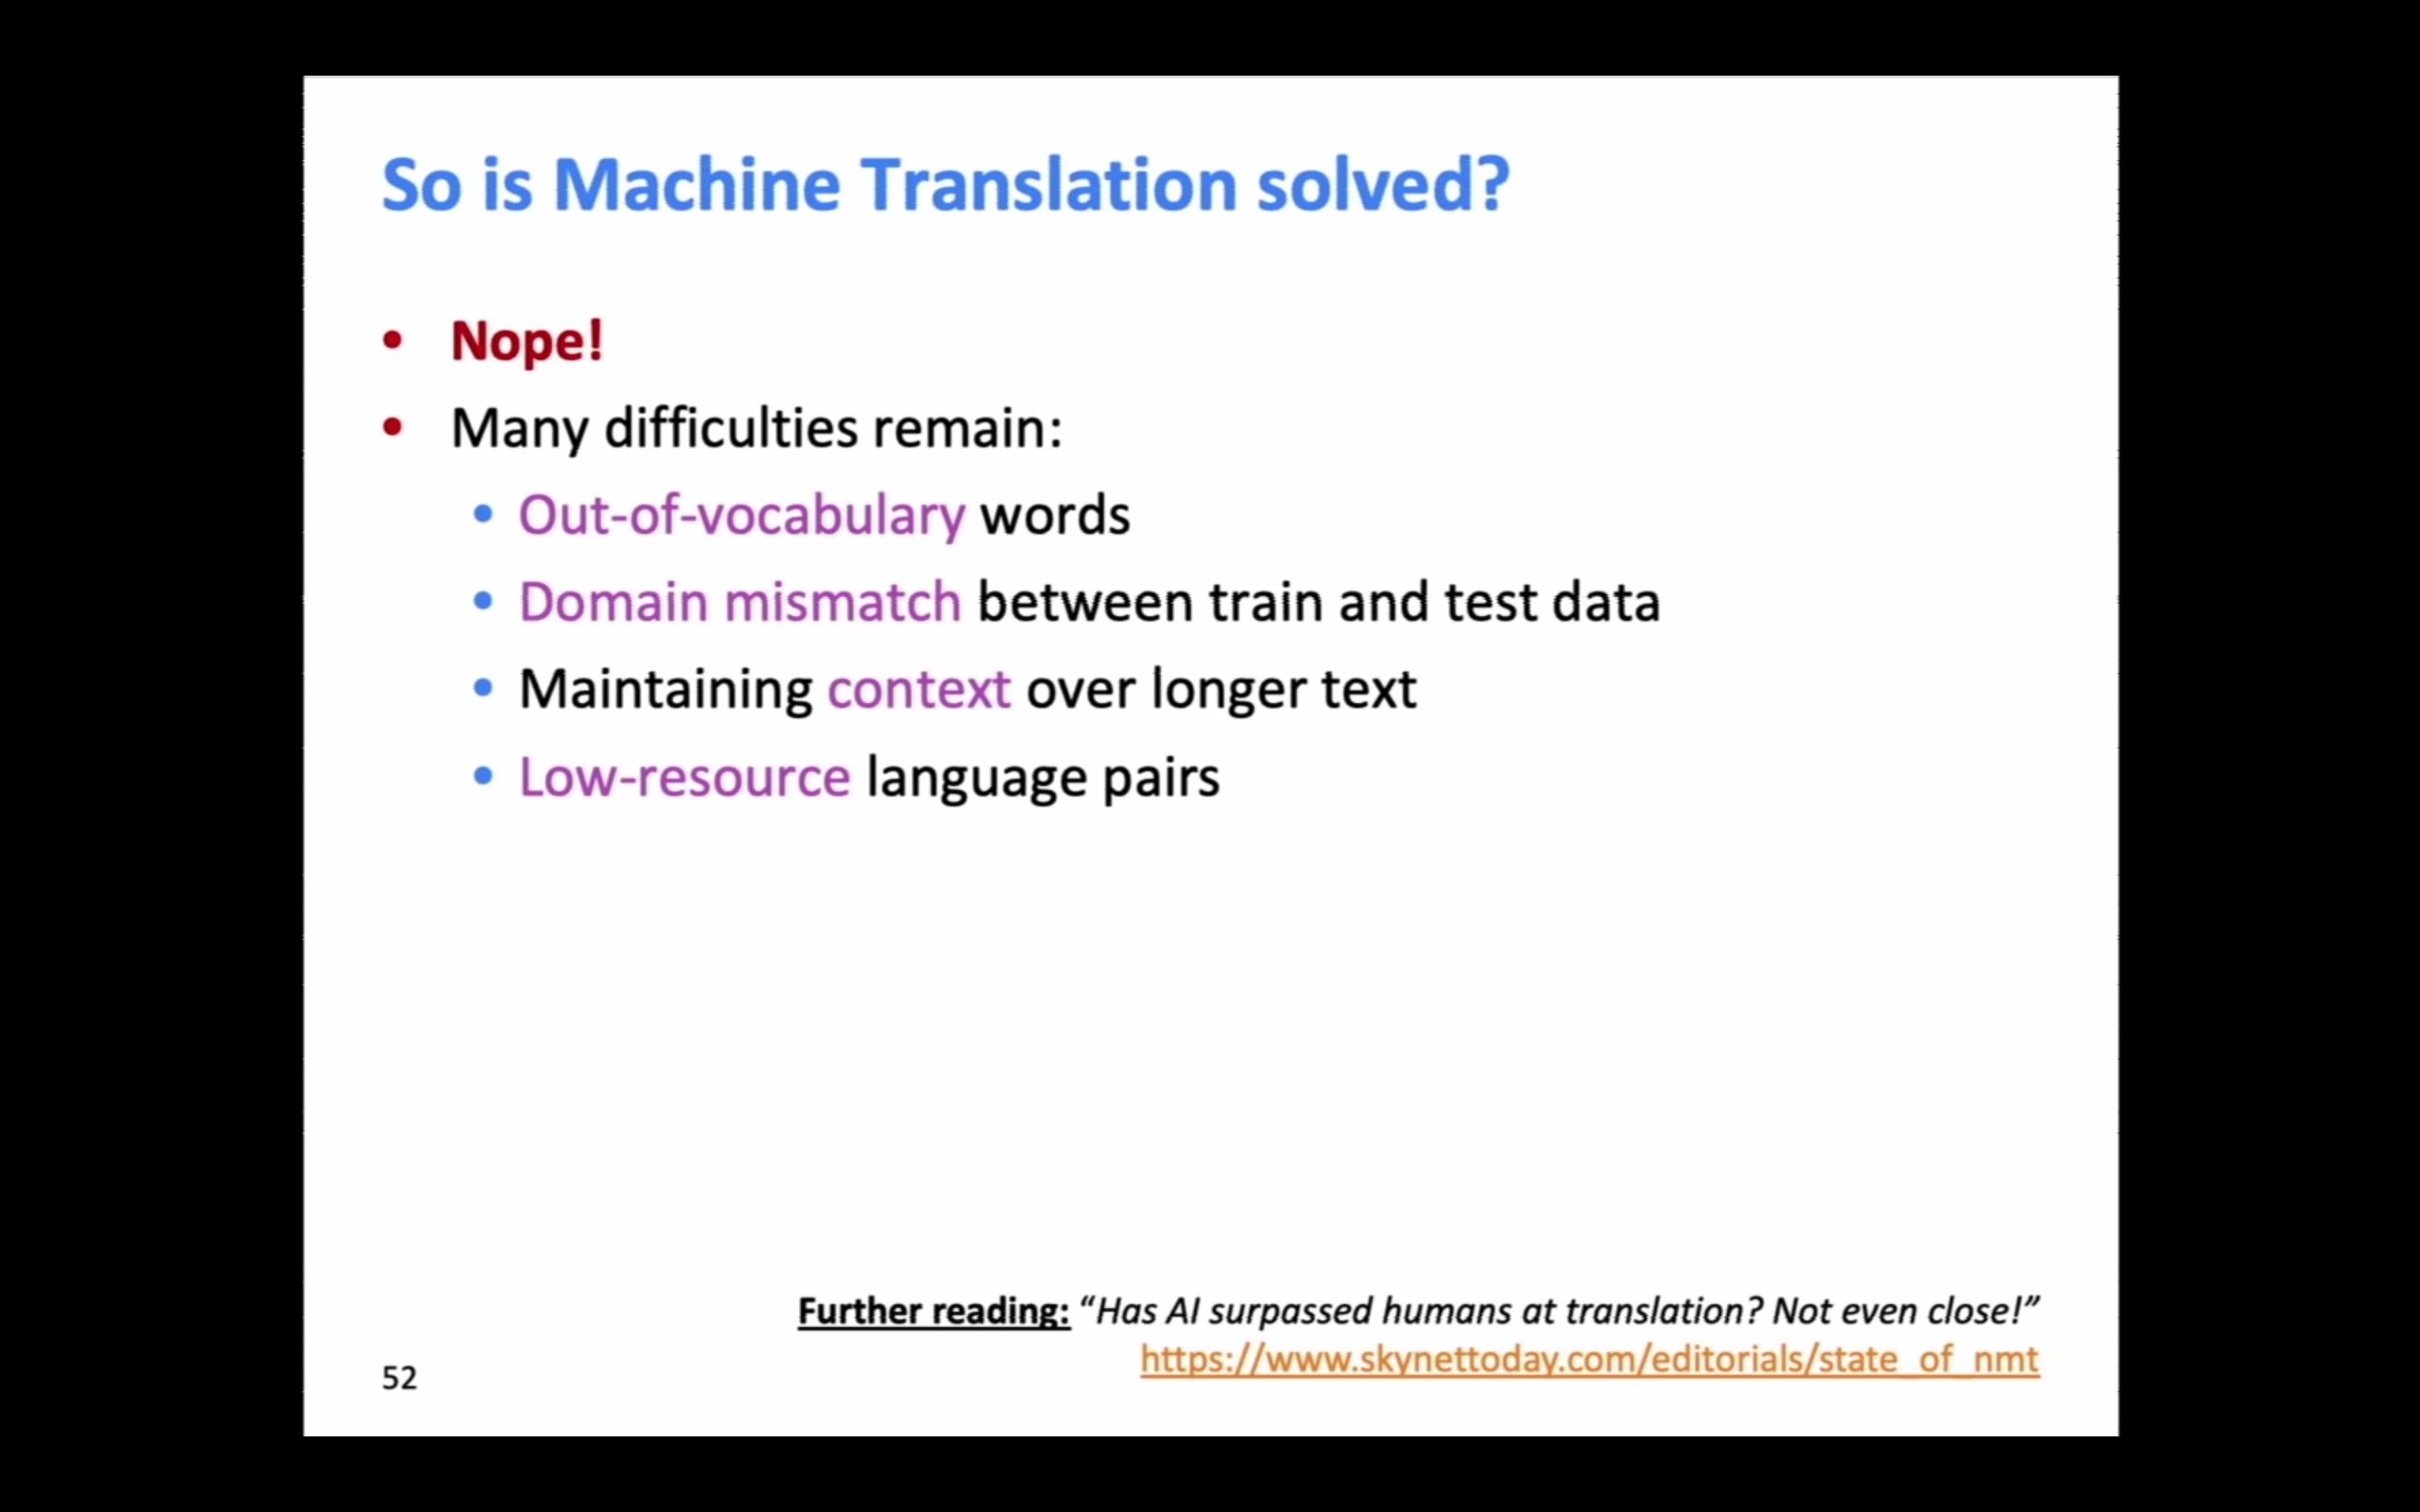 So is Machine Translation solved?
• Nope!
• Many difficulties remain:
• Out-of-vocabulary words
• Domain mismatch between train and test data
• Maintaining context over longer text
• Low-resource language pairs
Further reading: “Has AI surpassed humans at translation? Not even close!”
https://www.skynettoday.com/editorials/state_of_nmt
52